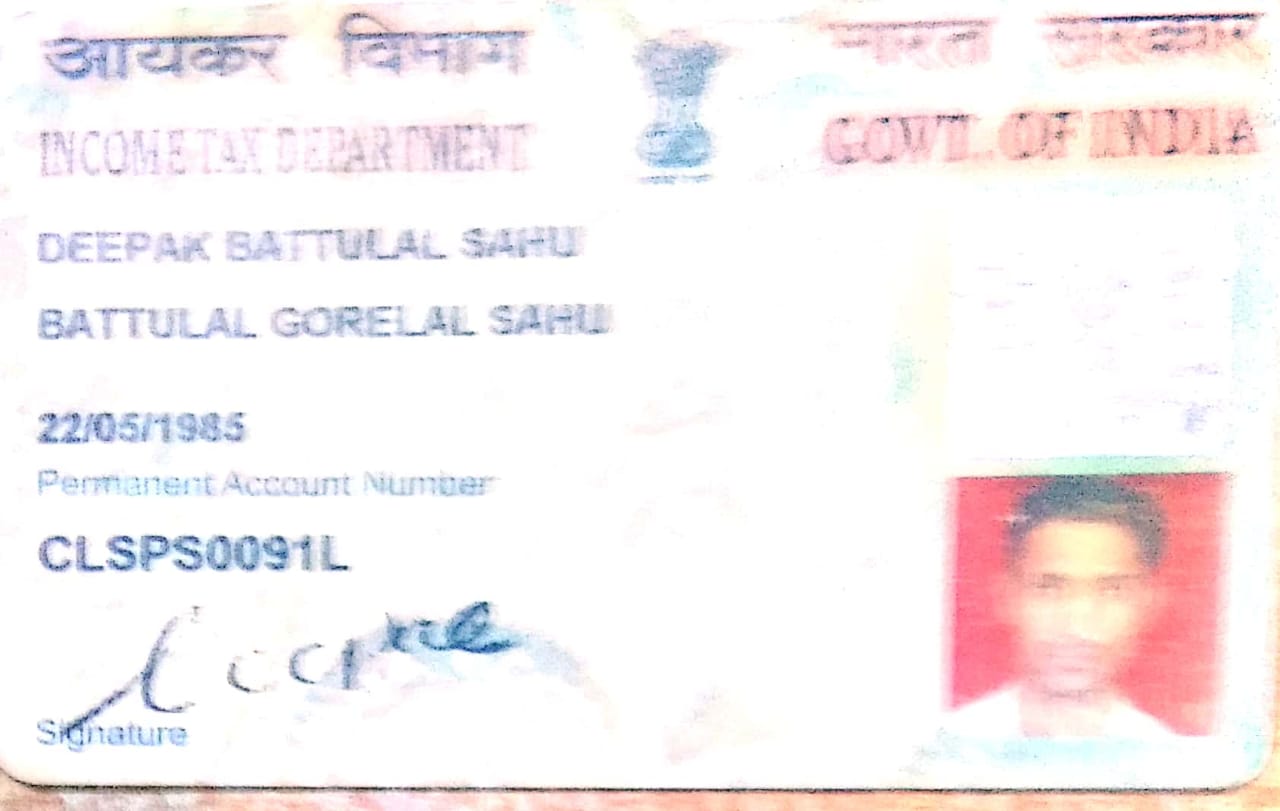 आयकर विभाग
भारत सरकार
INCOME TAX DEPARTMENT
GOVT. OF INDIA
DEEPAK BATTULAL SAHU
BATTULAL GORELAL SAHU
22/05/1985
Permanent Account Number
CLSPS0091L
Signature